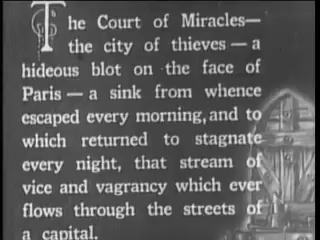 The Court of Miracles—
the city of thieves — a
hideous blot on the face of
Paris — a sink from whence
escaped every morning, and to
which returned to stagnate
every night, that stream of
vice and vagrancy which ever
flows through the streets of
a capital.